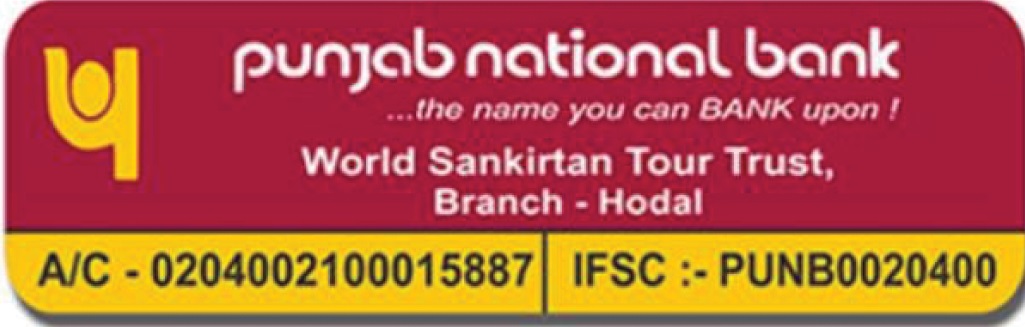 punjab national bank
...the name you can BANK upon !
World Sankirtan Tour Trust,
Branch - Hodal
A/C - 0204002100015887
IFSC :- PUNB0020400